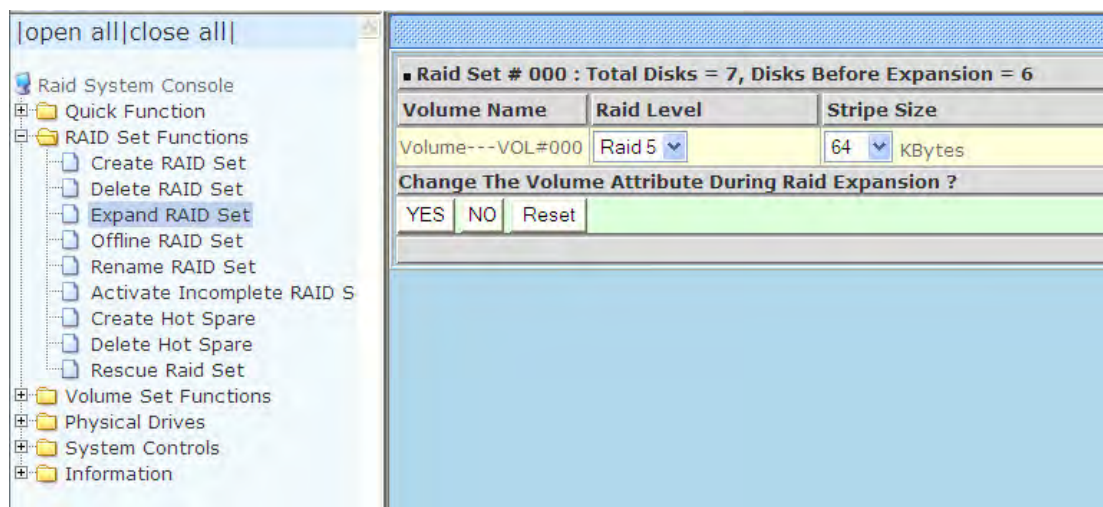 |open all|close all|
Raid System Console
Quick Function
RAID Set Functions
Create RAID Set
Delete RAID Set
Expand RAID Set
Offline RAID Set
Rename RAID Set
Activate Incomplete RAID S
Create Hot Spare
Delete Hot Spare
Rescue Raid Set
Volume Set Functions
Physical Drives
System Controls
Information
Raid Set # 000 : Total Disks = 7, Disks Before Expansion = 6
Volume Name Raid Level Stripe Size
Volume---VOL#000 Raid 5 64 KBytes
Change The Volume Attribute During Raid Expansion ?
YES NO Reset